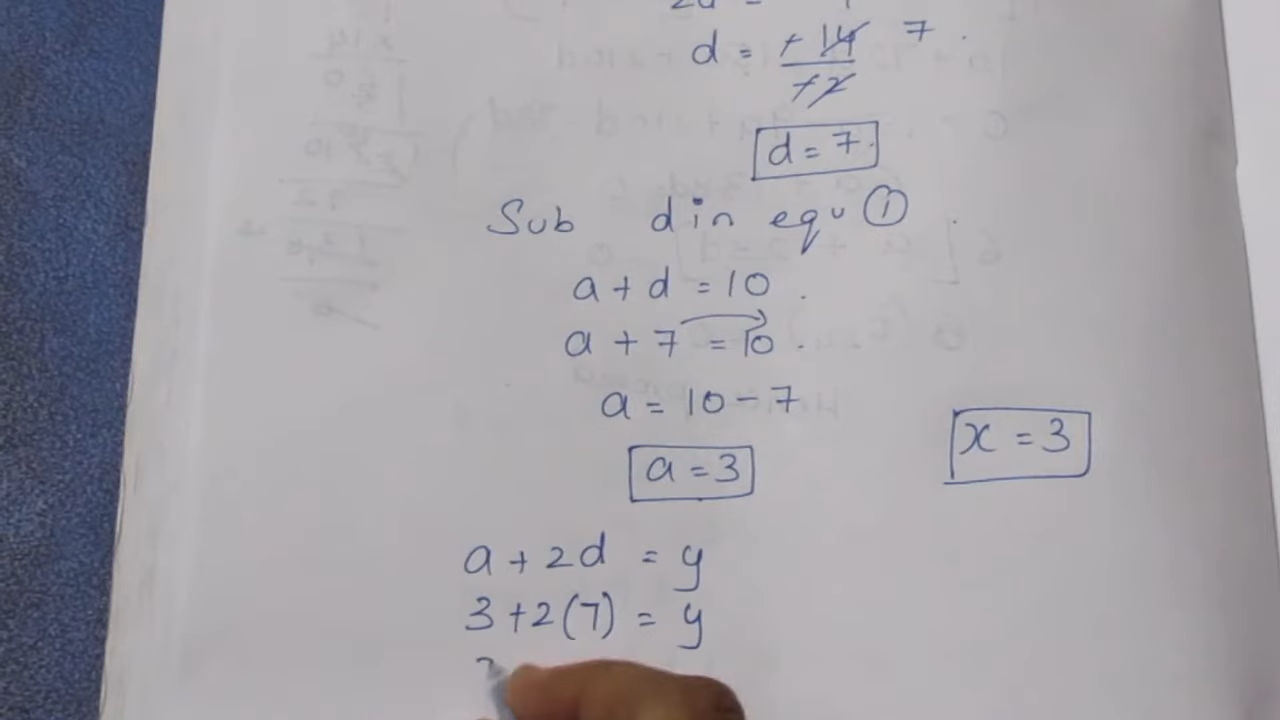 d = +14 7 .
+2
d = 7.
Sub d in equ ① .
a + d = 10 .
a + 7 = 10 .
a = 10 - 7
x = 3
a = 3
a + 2d = y
3 + 2(7) = y
3